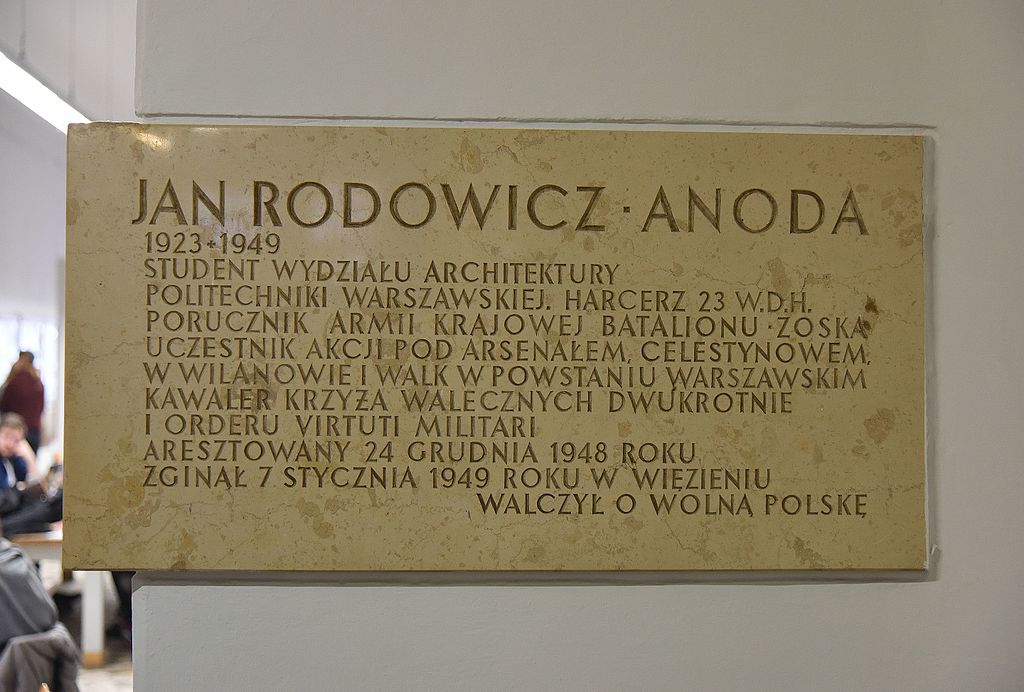 JAN RODOWICZ · ANODA
1923+1949
STUDENT WYDZIAŁU ARCHITEKTURY
POLITECHNIKI WARSZAWSKIEJ. HARCERZ 23 W.D.H.
PORUCZNIK ARMII KRAJOWEJ BATALIONU · ZOSKA
UCZESTNIK AKCJI POD ARSENAŁEM, CELESTYNOWEM,
W WILANOWIE I WALK W POWSTANIU WARSZAWSKIM
KAWALER KRZYŻA WALECZNYCH DWUKROTNIE
I ORDERU VIRTUTI MILITARI
ARESZTOWANY 24 GRUDNIA 1948 ROKU
ZGINĄŁ 7 STYCZNIA 1949 ROKU W WIĘZIENIU
WALCZYŁ O WOLNĄ POLSKĘ